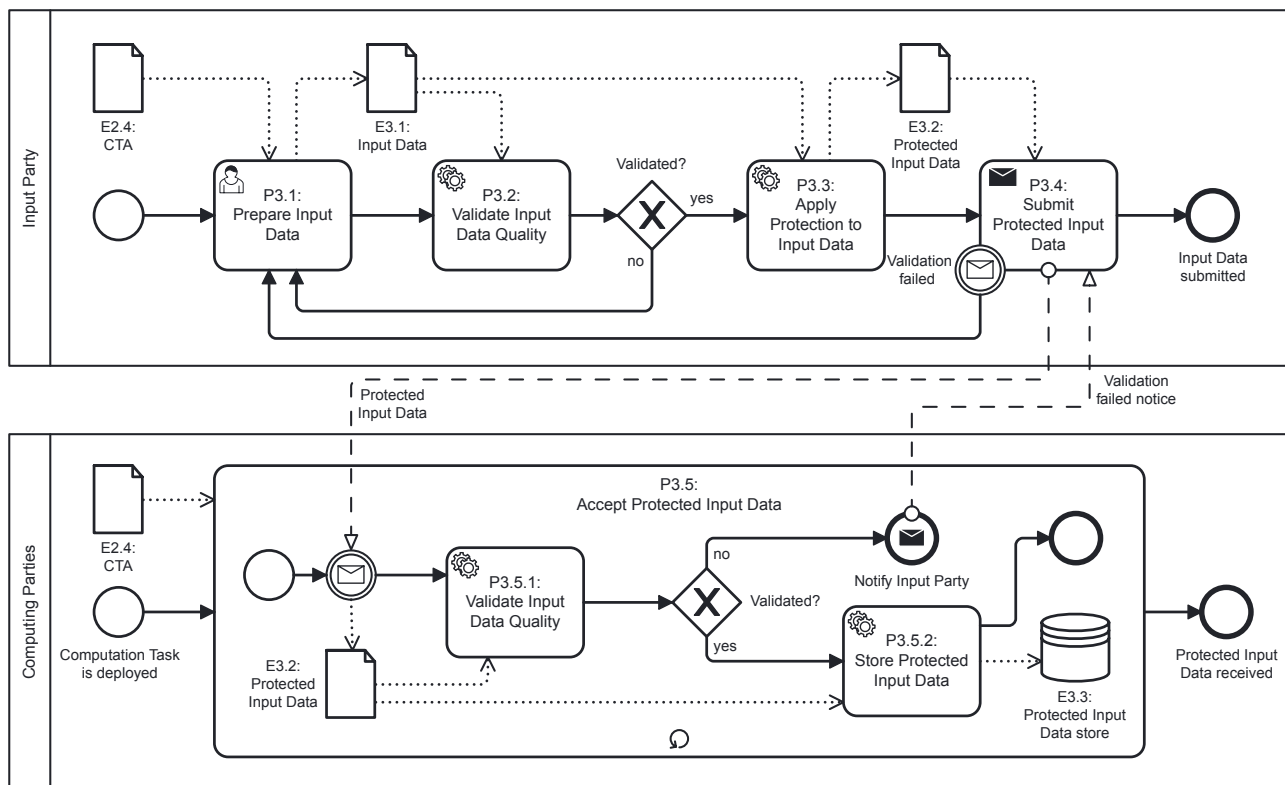 Input Party
E2.4:
CTA
E3.1:
Input Data
E3.2:
Protected
Input Data
P3.1:
Prepare Input
Data
P3.2:
Validate Input
Data Quality
Validated?
yes
no
P3.3:
Apply
Protection to
Input Data
P3.4:
Submit
Protected Input
Data
Validation
failed
Input Data
submitted
Protected
Input Data
Validation
failed notice
Computing Parties
E2.4:
CTA
Computation Task
is deployed
P3.5:
Accept Protected Input Data
E3.2:
Protected
Input Data
P3.5.1:
Validate Input
Data Quality
no
Validated?
yes
Notify Input Party
P3.5.2:
Store Protected
Input Data
E3.3:
Protected Input
Data store
Protected Input
Data received